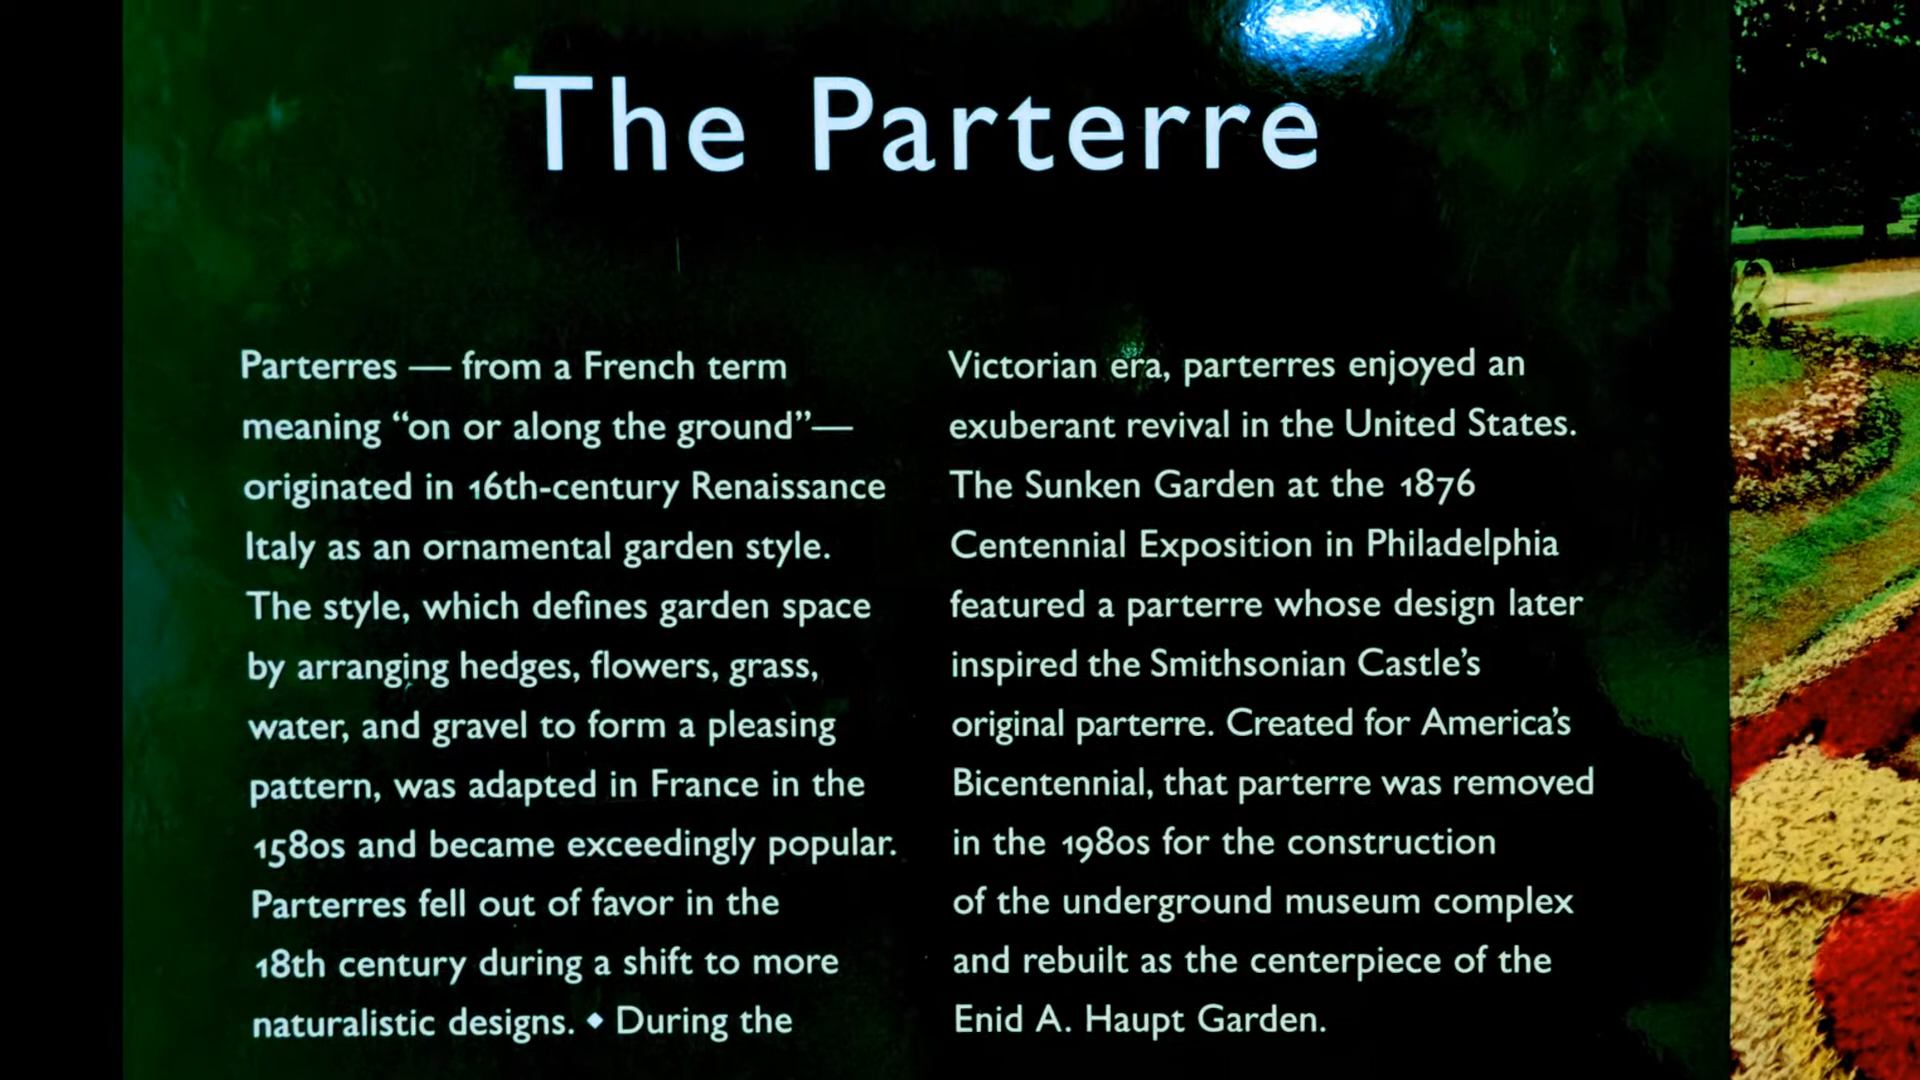 The Parterre
Parterres — from a French term
meaning “on or along the ground”—
originated in 16th-century Renaissance
Italy as an ornamental garden style.
The style, which defines garden space
by arranging hedges, flowers, grass,
water, and gravel to form a pleasing
pattern, was adapted in France in the
1580s and became exceedingly popular.
Parterres fell out of favor in the
18th century during a shift to more
naturalistic designs. ◆ During the
Victorian era, parterres enjoyed an
exuberant revival in the United States.
The Sunken Garden at the 1876
Centennial Exposition in Philadelphia
featured a parterre whose design later
inspired the Smithsonian Castle’s
original parterre. Created for America’s
Bicentennial, that parterre was removed
in the 1980s for the construction
of the underground museum complex
and rebuilt as the centerpiece of the
Enid A. Haupt Garden.